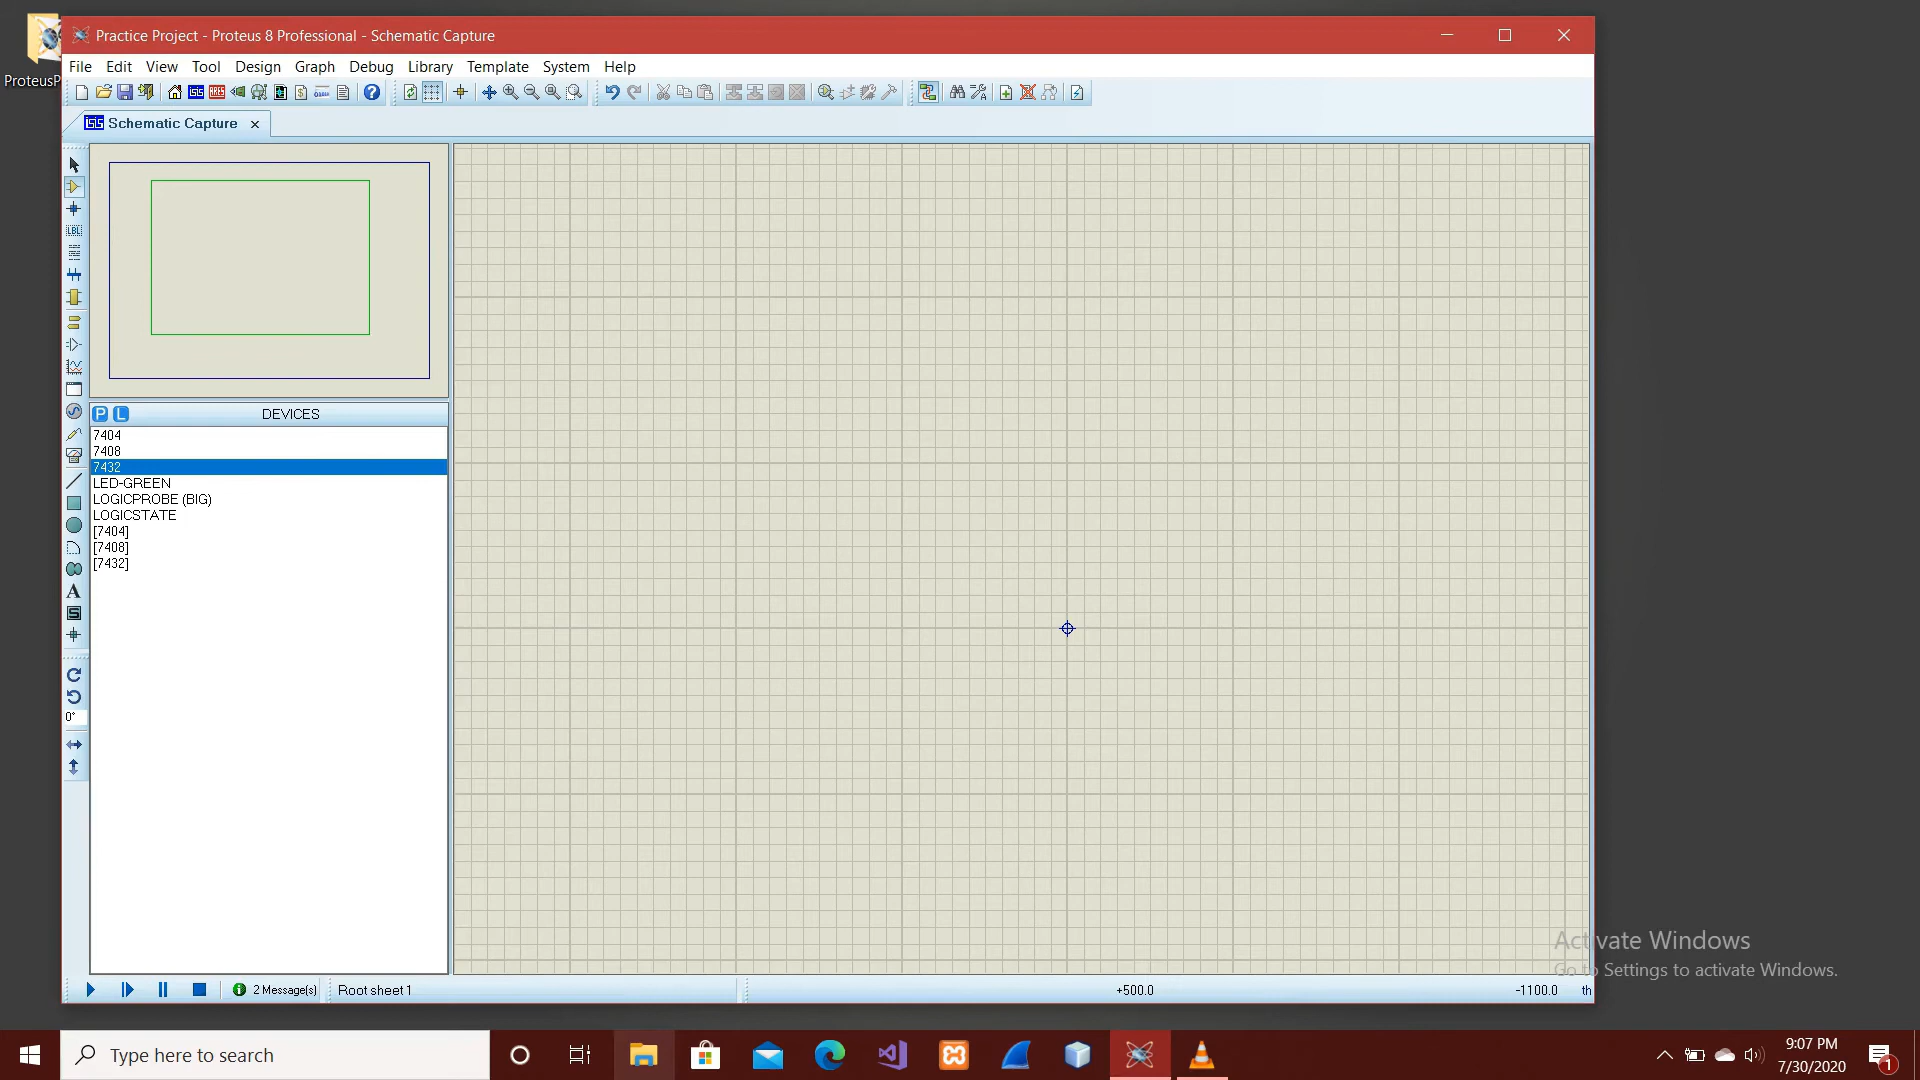 Practice Project - Proteus 8 Professional - Schematic Capture
ProteusP
File Edit View Tool Design Graph Debug Library Template System Help
Schematic Capture
DEVICES
P L
7404
7408
7432
LED-GREEN
LOGICPROBE (BIG)
LOGICSTATE
[7404]
[7408]
[7432]
LBL
A
S
0°
2 Message(s) Root sheet 1 +500.0 -1100.0 th
Activate Windows
Go to Settings to activate Windows.
Type here to search
9:07 PM
7/30/2020
1